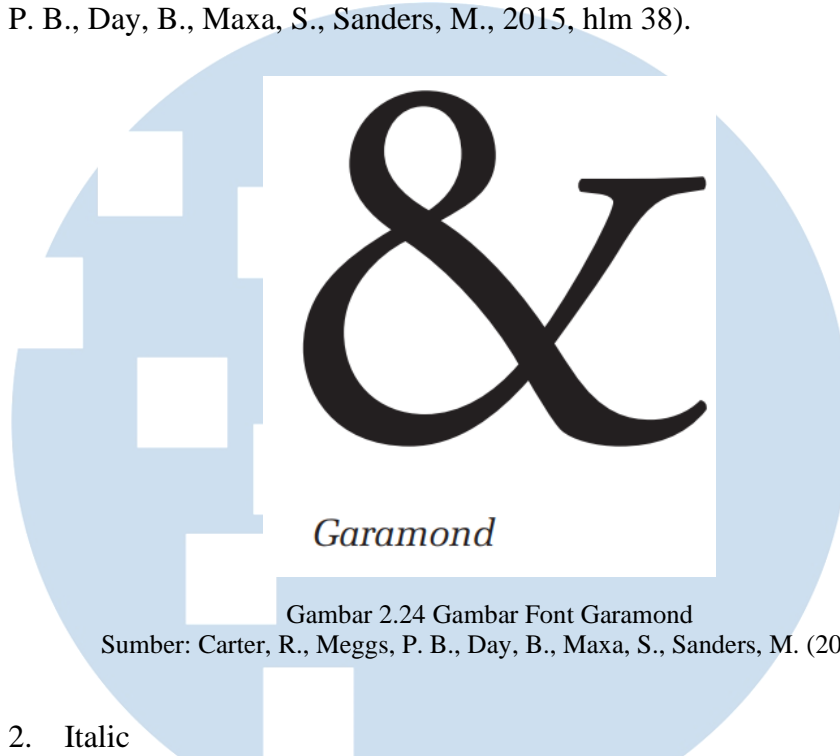 P. B., Day, B., Maxa, S., Sanders, M., 2015, hlm 38).
&
Garamond
Gambar 2.24 Gambar Font Garamond
Sumber: Carter, R., Meggs, P. B., Day, B., Maxa, S., Sanders, M. (20
2. Italic